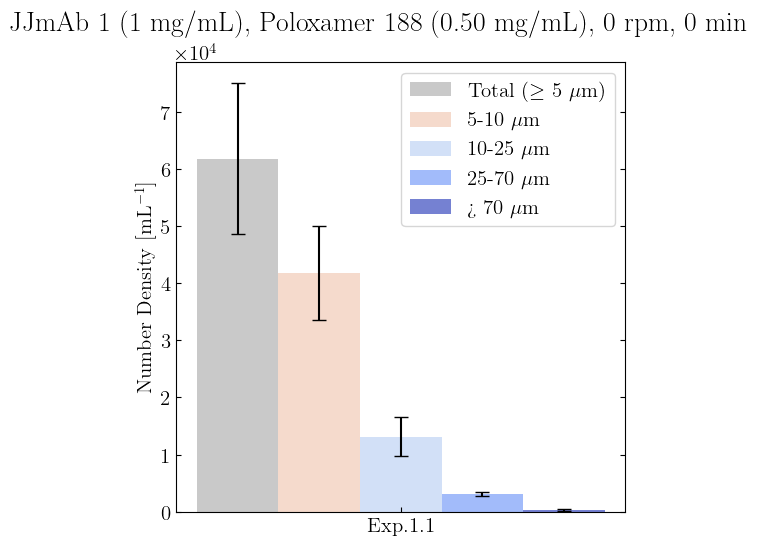 JJmAb 1 (1 mg/mL), Poloxamer 188 (0.50 mg/mL), 0 rpm, 0 min
×10⁴
Total (≥ 5 μm)
5-10 μm
10-25 μm
25-70 μm
> 70 μm
7
6
5
4
3
2
1
0
Number Density [mL⁻¹]
Exp.1.1